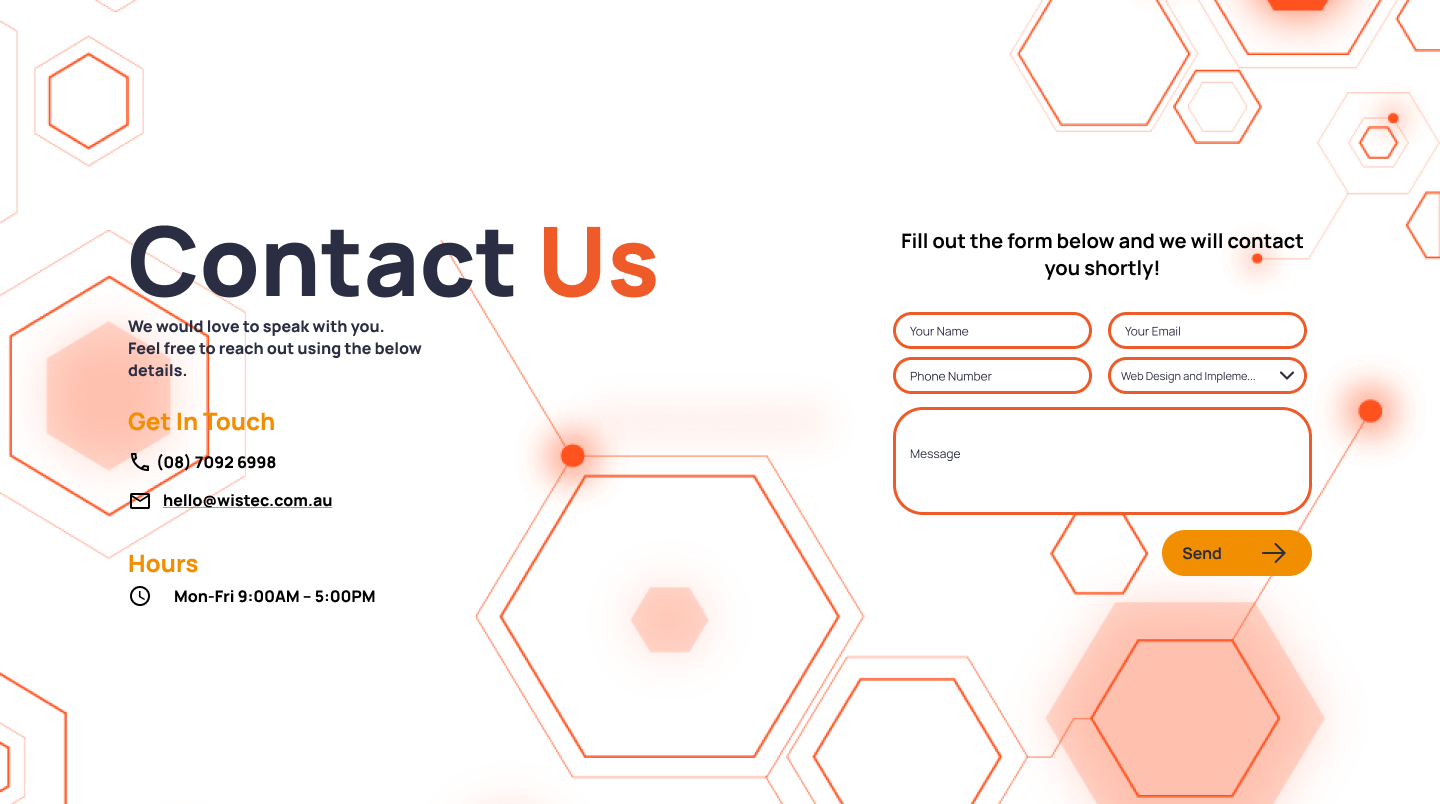 Contact Us
We would love to speak with you.
Feel free to reach out using the below
details.
Get In Touch
(08) 7092 6998
hello@wistec.com.au
Hours
Mon-Fri 9:00AM – 5:00PM
Fill out the form below and we will contact
you shortly!
Your Name
Your Email
Phone Number
Web Design and Impleme...
Message
Send